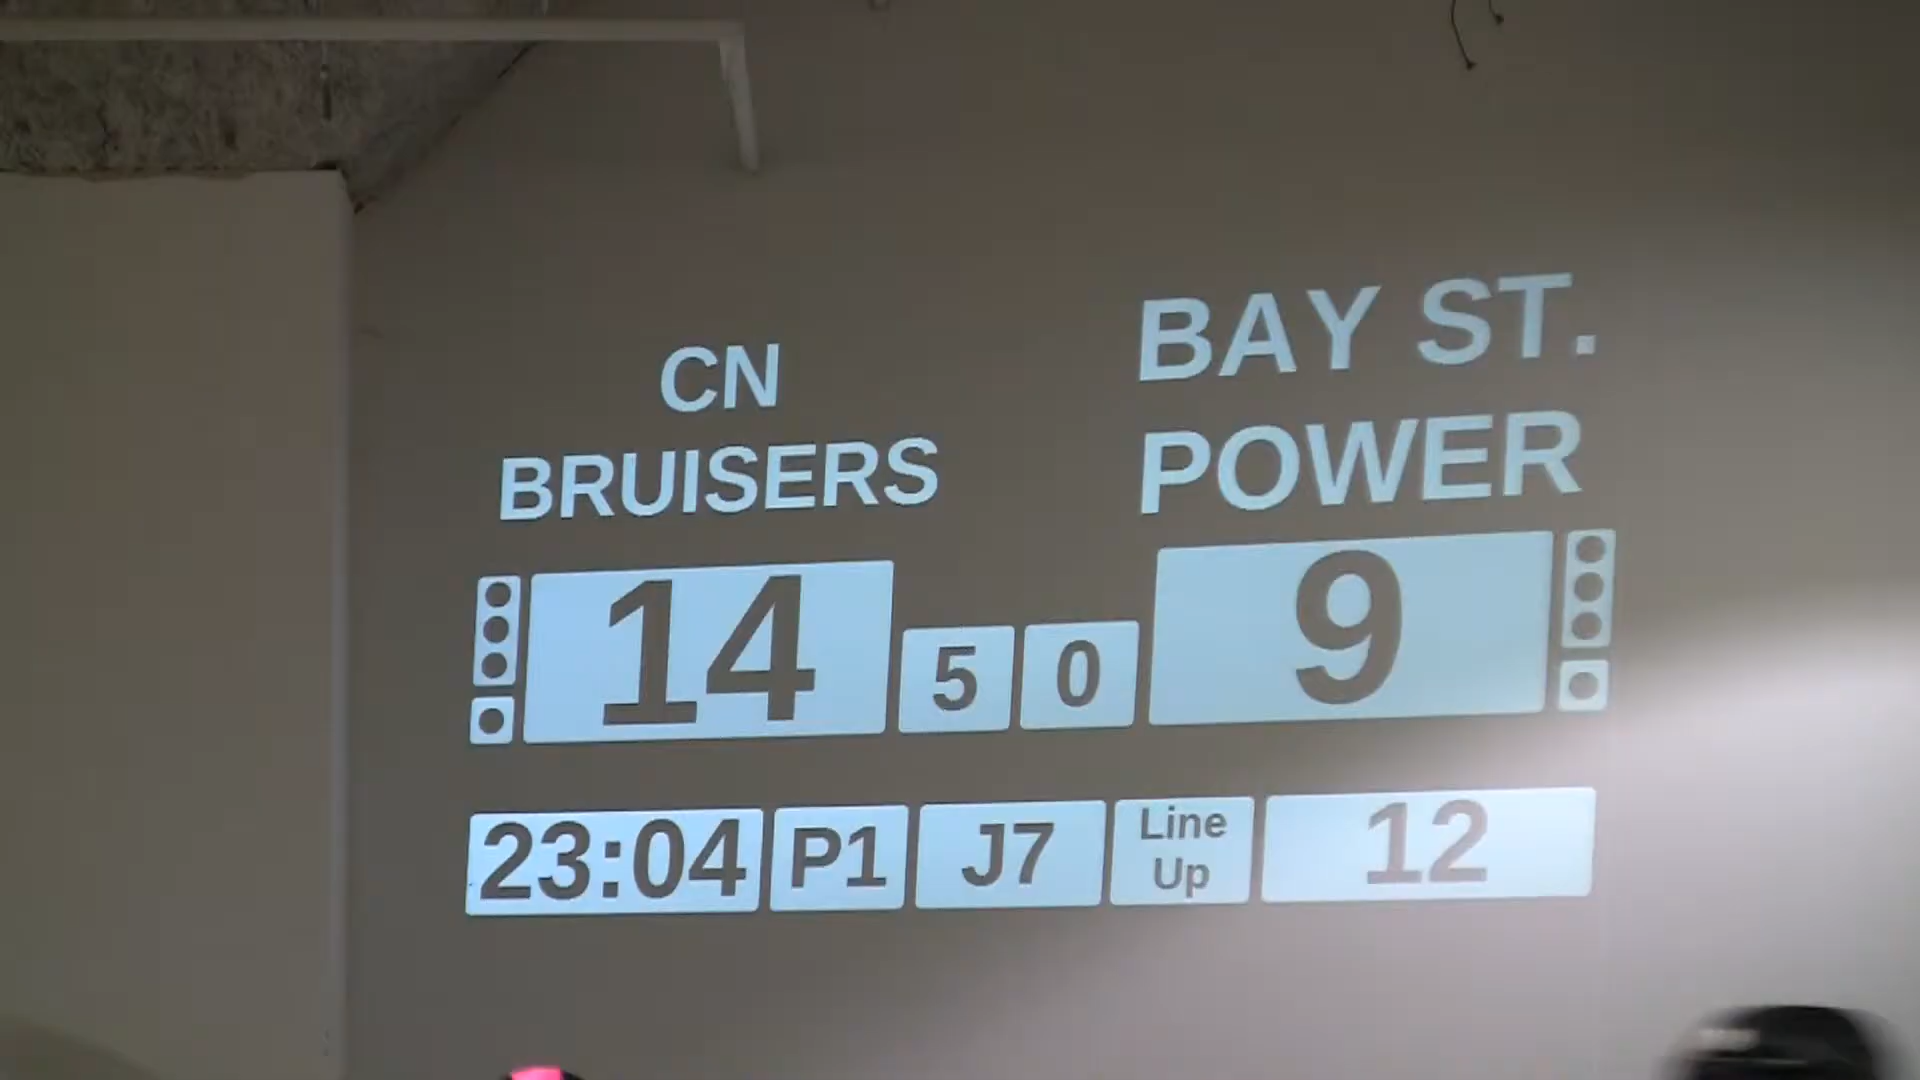 CN
BRUISERS
BAY ST.
POWER
14
5
0
9
23:04
P1
J7
Line
Up
12